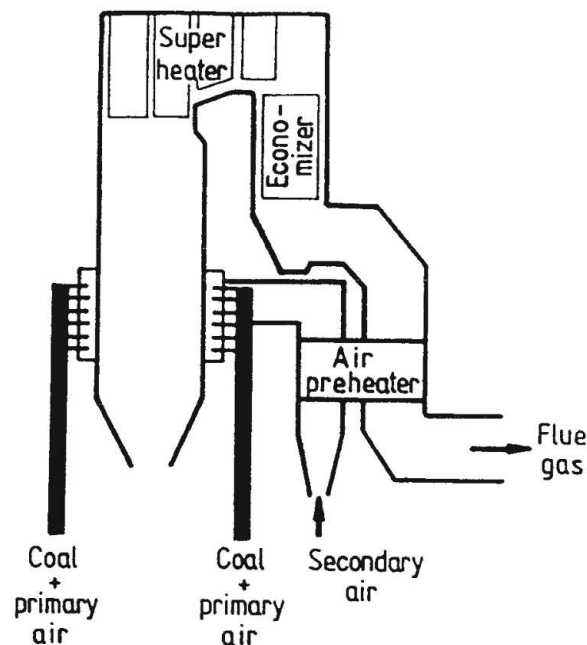 Super
heater
Econo-
mizer
Air
preheater
Flue
gas
Coal
+
primary
air
Coal
+
primary
air
Secondary
air